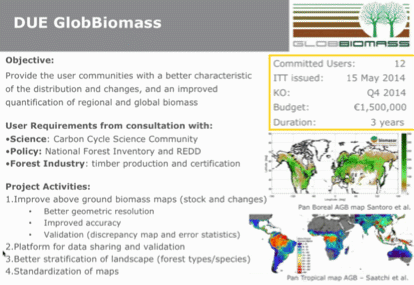 DUE GlobBiomass
GLOBBIOMASS
Objective:
Provide the user communities with a better characteristic
of the distribution and changes, and an improved
quantification of regional and global biomass
User Requirements from consultation with:
•Science: Carbon Cycle Science Community
•Policy: National Forest Inventory and REDD
•Forest Industry: timber production and certification
Project Activities:
1.Improve above ground biomass maps (stock and changes)
• Better geometric resolution
• Improved accuracy
• Validation (discrepancy map and error statistics)
2.Platform for data sharing and validation
3.Better stratification of landscape (forest types/species)
4.Standardization of maps
Committed Users: 12
ITT issued: 15 May 2014
KO: Q4 2014
Budget: €1,500,000
Duration: 3 years
Pan Boreal AGB map Santoro et al.
Pan Tropical map AGB – Saatchi et al.